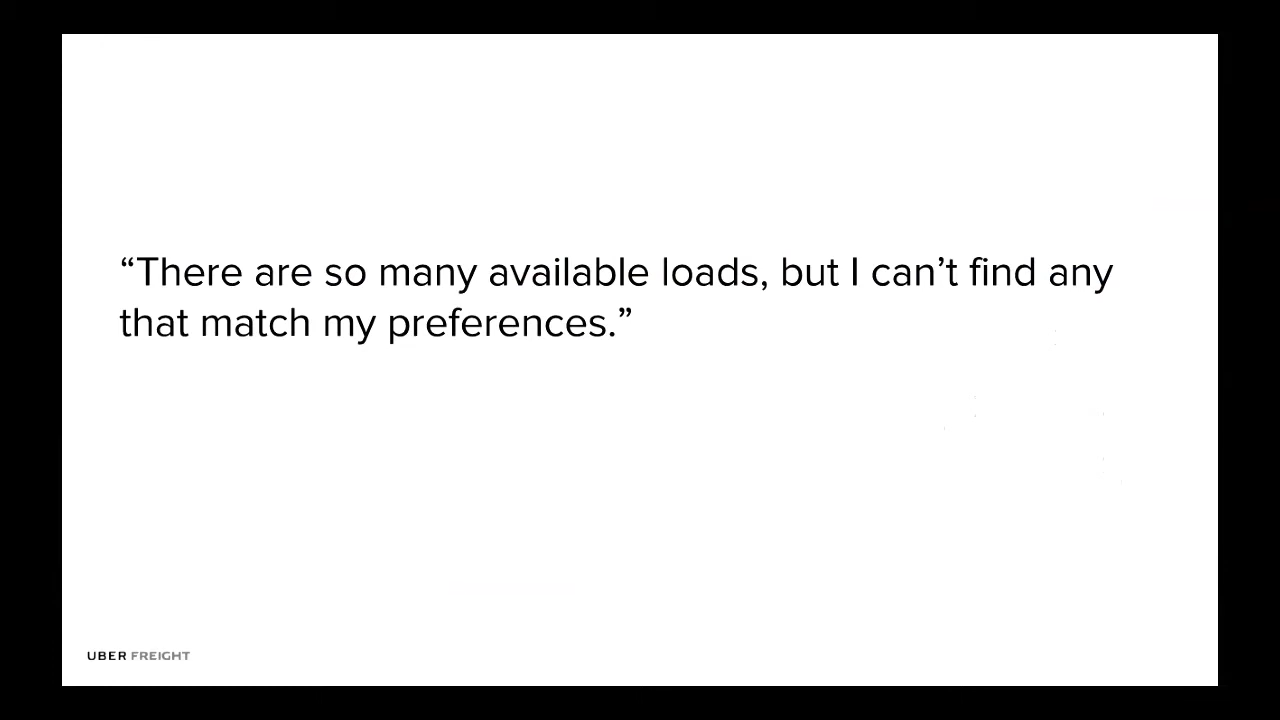 “There are so many available loads, but I can’t find any
that match my preferences.”
UBER FREIGHT